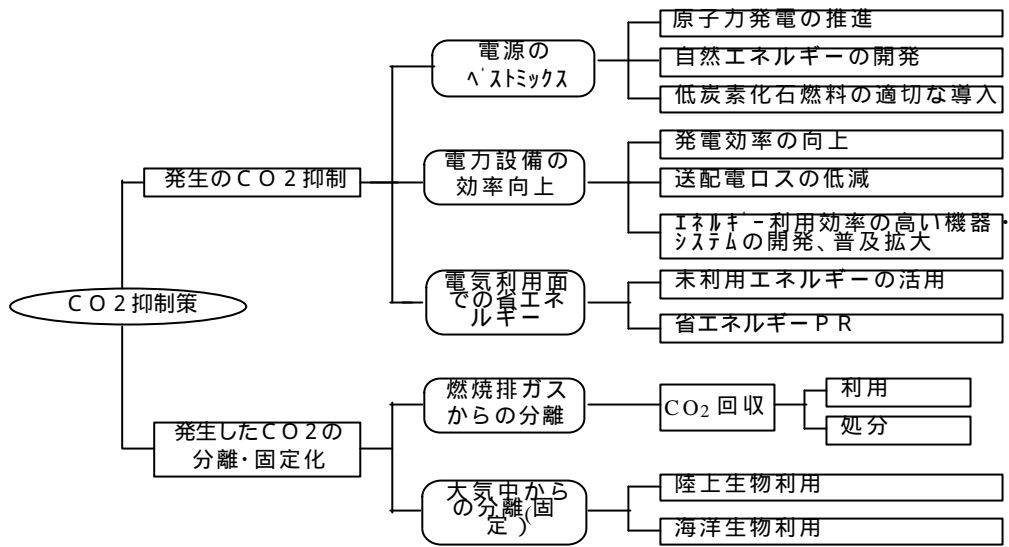 原子力発電の推進
電源の
ベストミックス
自然エネルギーの開発
低炭素化石燃料の適切な導入
発電効率の向上
発生のCO2抑制
電力設備の
効率向上
送配電ロスの低減
エネルギー利用効率の高い機器・
システムの開発、普及拡大
CO2抑制策
電気利用面
での省エネ
ルギー
未利用エネルギーの活用
省エネルギーPR
燃焼排ガス
からの分離
CO₂回収
利用
処分
発生したCO2の
分離・固定化
大気中から
の分離(固
定)
陸上生物利用
海洋生物利用